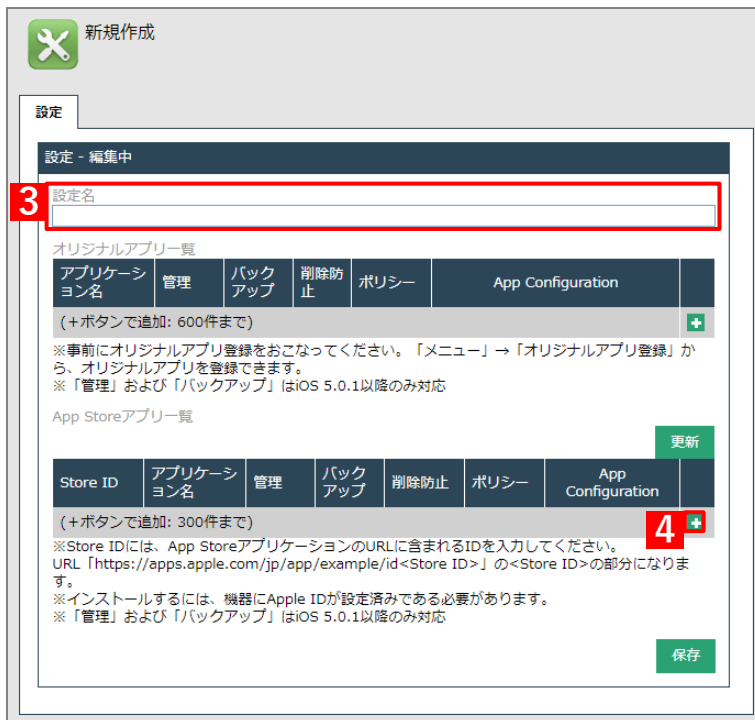 新規作成
設定
設定 - 編集中
3
設定名
オリジナルアプリ一覧
アプリケーション名 管理 バックアップ 削除防止 ポリシー App Configuration
(+ボタンで追加: 600件まで)
※事前にオリジナルアプリ登録をおこなってください。「メニュー」→「オリジナルアプリ登録」か
ら、オリジナルアプリを登録できます。
※「管理」および「バックアップ」はiOS 5.0.1以降のみ対応
App Storeアプリ一覧
更新
Store ID アプリケーション名 管理 バックアップ 削除防止 ポリシー App Configuration
(+ボタンで追加: 300件まで)
4
※Store IDには、App StoreアプリケーションのURLに含まれるIDを入力してください。
URL「https://apps.apple.com/jp/app/example/id<Store ID>」の<Store ID>の部分になりま
す。
※インストールするには、機器にApple IDが設定済みである必要があります。
※「管理」および「バックアップ」はiOS 5.0.1以降のみ対応
保存